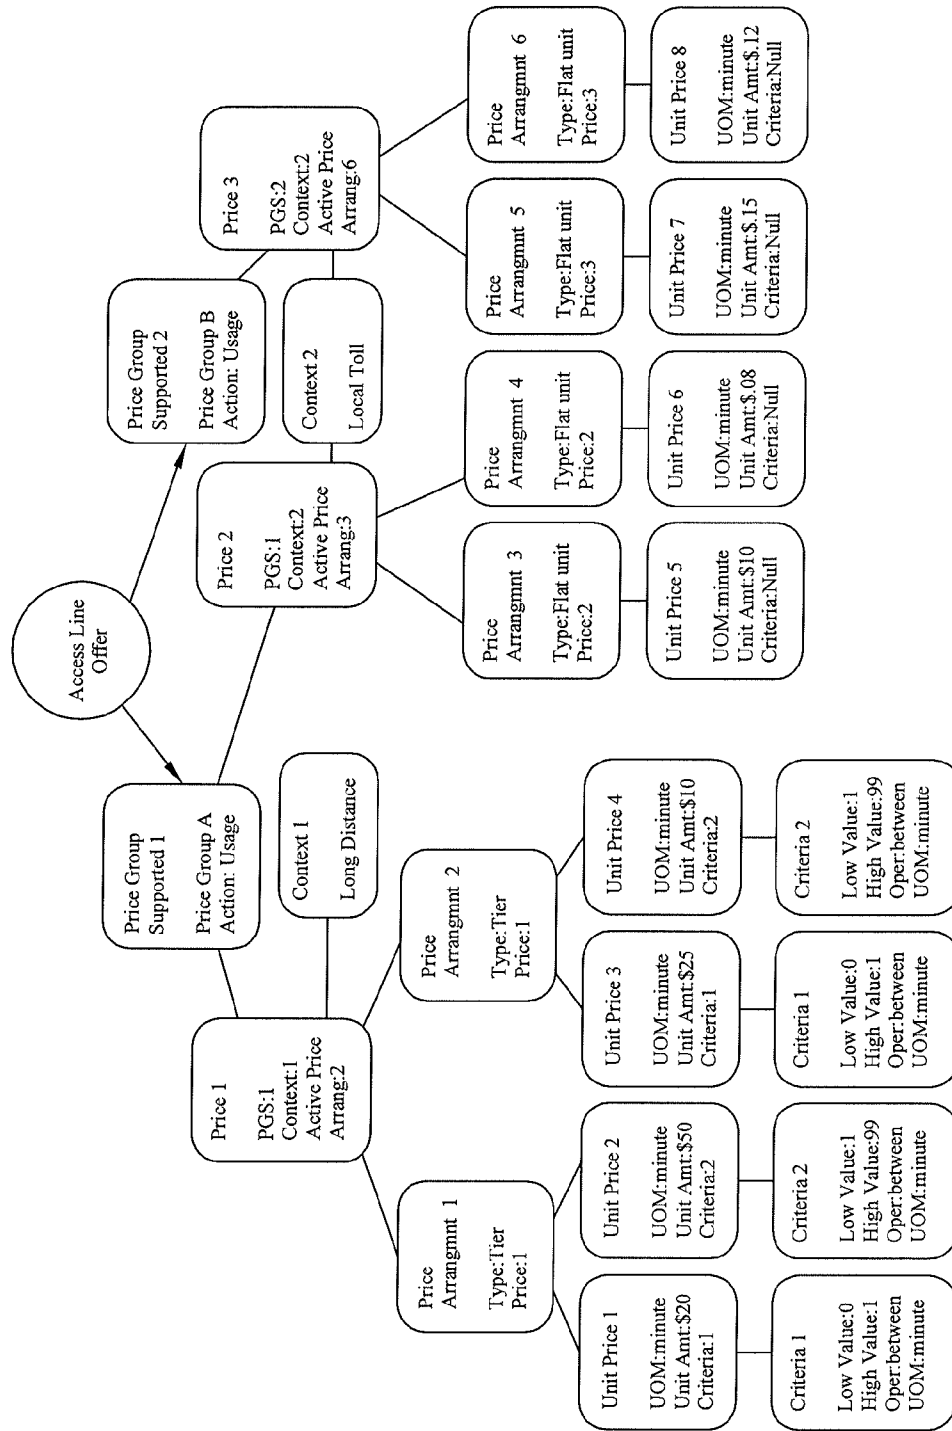 Access Line
Offer
Price Group
Supported 1
Price Group A
Action: Usage
Price Group
Supported 2
Price Group B
Action: Usage
Price 1
PGS:1
Context:1
Active Price
Arrang:2
Context 1
Long Distance
Price 2
PGS:1
Context:2
Active Price
Arrang:3
Context 2
Local Toll
Price 3
PGS:2
Context:2
Active Price
Arrang:6
Price
Arrangmnt 1
Type:Tier
Price:1
Price
Arrangmnt 2
Type:Tier
Price:1
Price
Arrangmnt 3
Type:Flat unit
Price:2
Price
Arrangmnt 4
Type:Flat unit
Price:2
Price
Arrangmnt 5
Type:Flat unit
Price:3
Price
Arrangmnt 6
Type:Flat unit
Price:3
Unit Price 1
UOM:minute
Unit Amt:$20
Criteria:1
Unit Price 2
UOM:minute
Unit Amt:$50
Criteria:2
Unit Price 3
UOM:minute
Unit Amt:$25
Criteria:1
Unit Price 4
UOM:minute
Unit Amt:$10
Criteria:2
Unit Price 5
UOM:minute
Unit Amt:$10
Criteria:Null
Unit Price 6
UOM:minute
Unit Amt:$.08
Criteria:Null
Unit Price 7
UOM:minute
Unit Amt:$.15
Criteria:Null
Unit Price 8
UOM:minute
Unit Amt:$.12
Criteria:Null
Criteria 1
Low Value:0
High Value:1
Oper:between
UOM:minute
Criteria 2
Low Value:1
High Value:99
Oper:between
UOM:minute
Criteria 1
Low Value:0
High Value:1
Oper:between
UOM:minute
Criteria 2
Low Value:1
High Value:99
Oper:between
UOM:minute